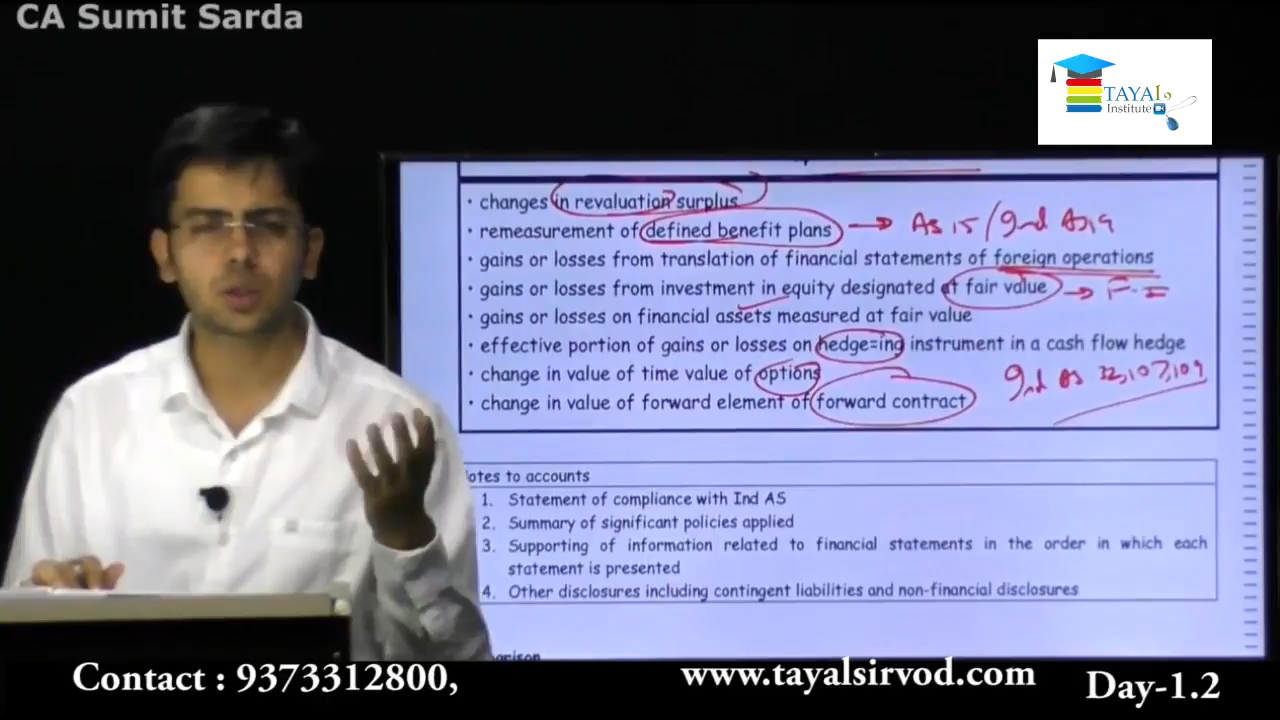 CA Sumit Sarda
TAYAL
Institute
• changes in revaluation surplus
• remeasurement of defined benefit plans → AS 15 / Ind AS 19
• gains or losses from translation of financial statements of foreign operations
• gains or losses from investment in equity designated at fair value → F.I
• gains or losses on financial assets measured at fair value
• effective portion of gains or losses on hedge=ing instrument in a cash flow hedge
• change in value of time value of options
Ind AS 32, 107, 109
• change in value of forward element of forward contract
otes to accounts
1. Statement of compliance with Ind AS
2. Summary of significant policies applied
3. Supporting of information related to financial statements in the order in which each
statement is presented
4. Other disclosures including contingent liabilities and non-financial disclosures
Contact : 9373312800,
www.tayalsirvod.com
Day-1.2